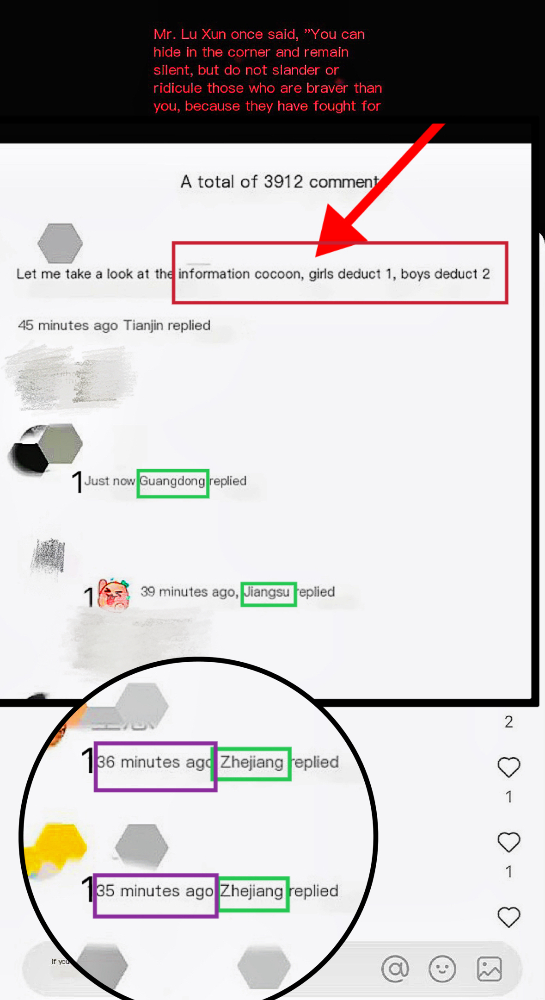 Mr. Lu Xun once said, "You can
hide in the corner and remain
silent, but do not slander or
ridicule those who are braver than
you, because they have fought for
A total of 3912 comment
Let me take a look at the information cocoon, girls deduct 1, boys deduct 2
45 minutes ago Tianjin replied
1 Just now Guangdong replied
1 39 minutes ago, Jiangsu replied
2
1 36 minutes ago Zhejiang replied
1
1
1 35 minutes ago Zhejiang replied
If you